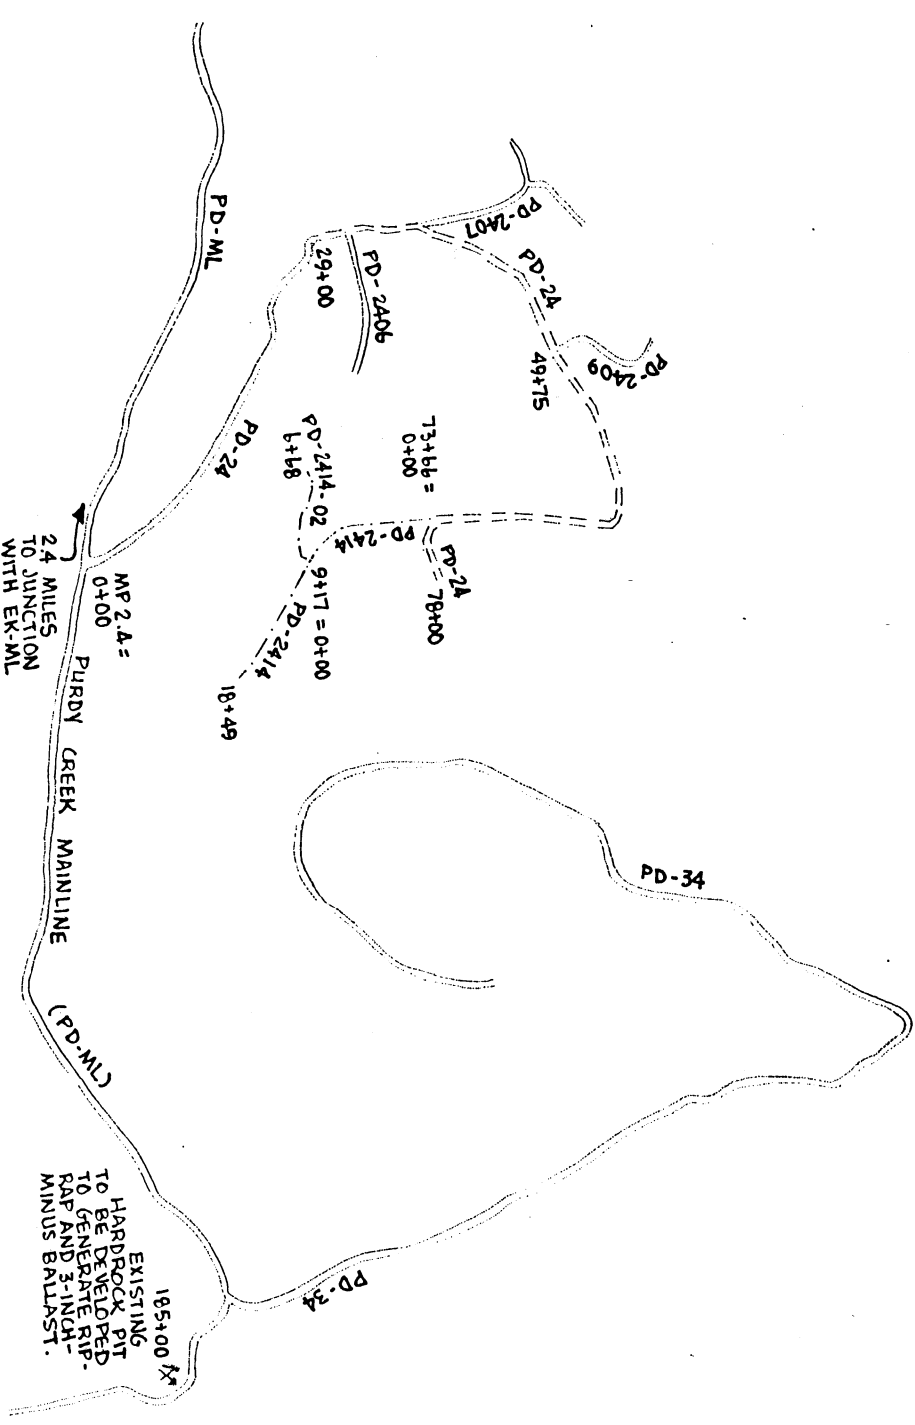 PD-ML
PD-2407
PD-24
PD-2406
29+00
PD-2409
49+75
PD-24
PD-2414-02
6+68
73+66 =
0+00
PD-2414
PD-24
78+00
9+17 = 0+00
PD-2414
18+49
MP 2.4 =
0+00
2.4 MILES
TO JUNCTION
WITH EK-ML
PURDY CREEK MAINLINE
(PD-ML)
PD-34
PD-34
185+00
EXISTING
HARDROCK PIT
TO BE DEVELOPED
TO GENERATE RIP-
RAP AND 3-INCH-
MINUS BALLAST.